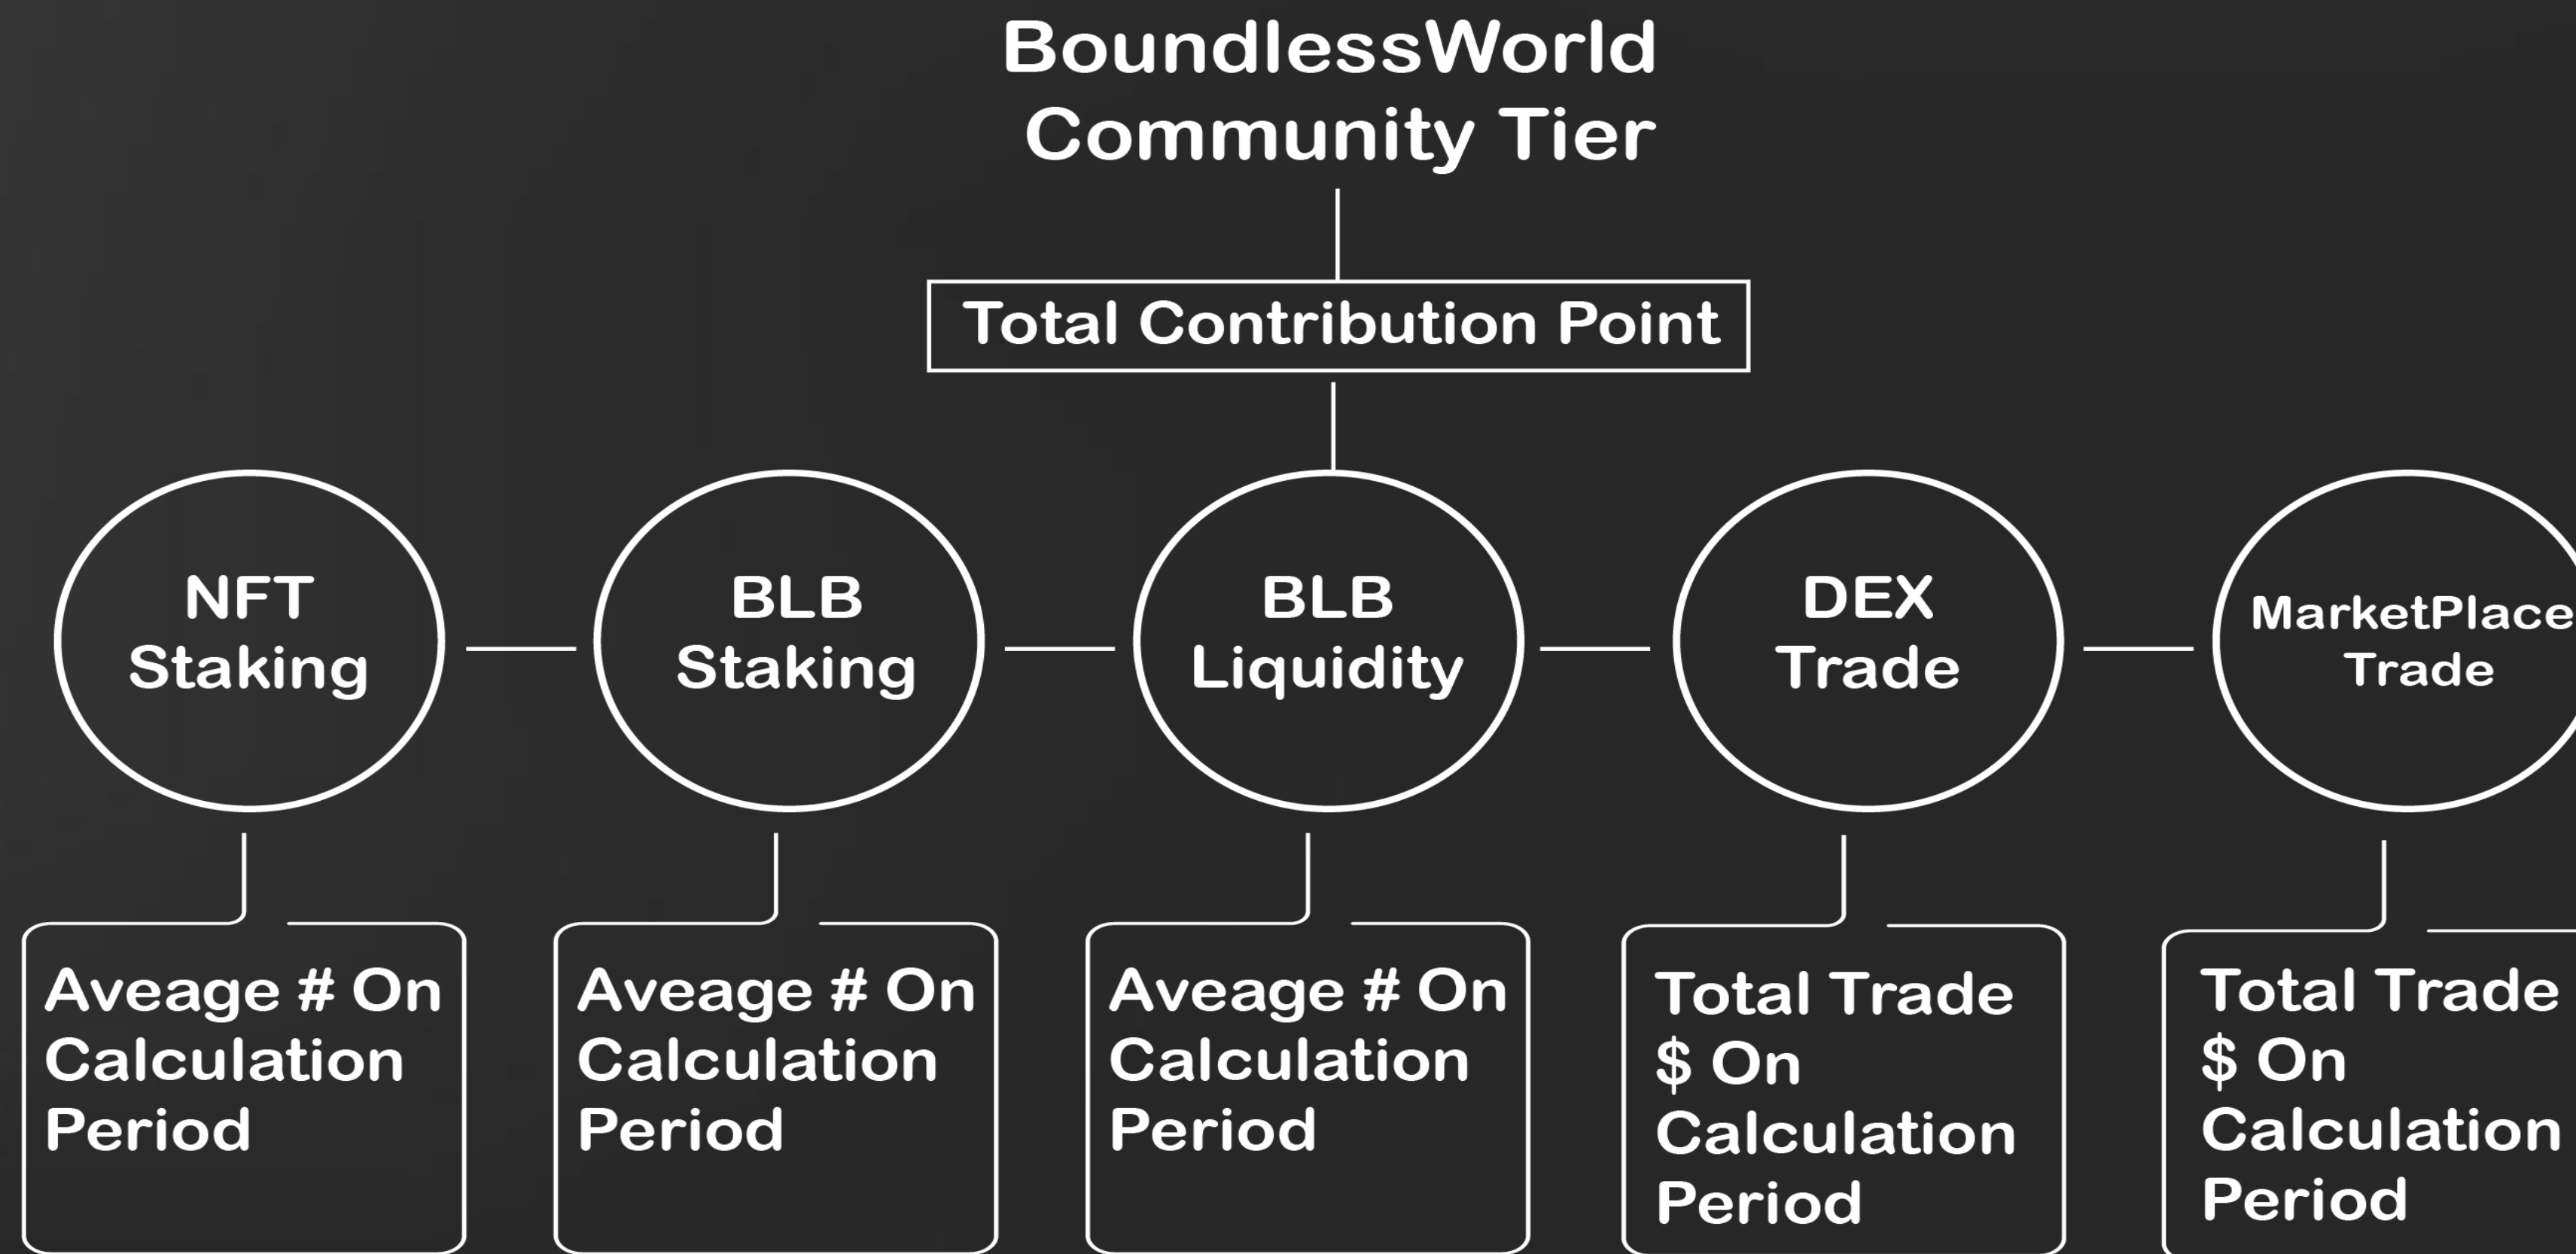 BoundlessWorld
Community Tier
Total Contribution Point
NFT
Staking
BLB
Staking
BLB
Liquidity
DEX
Trade
MarketPlace
Trade
Aveage # On
Calculation
Period
Aveage # On
Calculation
Period
Aveage # On
Calculation
Period
Total Trade
$ On
Calculation
Period
Total Trade
$ On
Calculation
Period